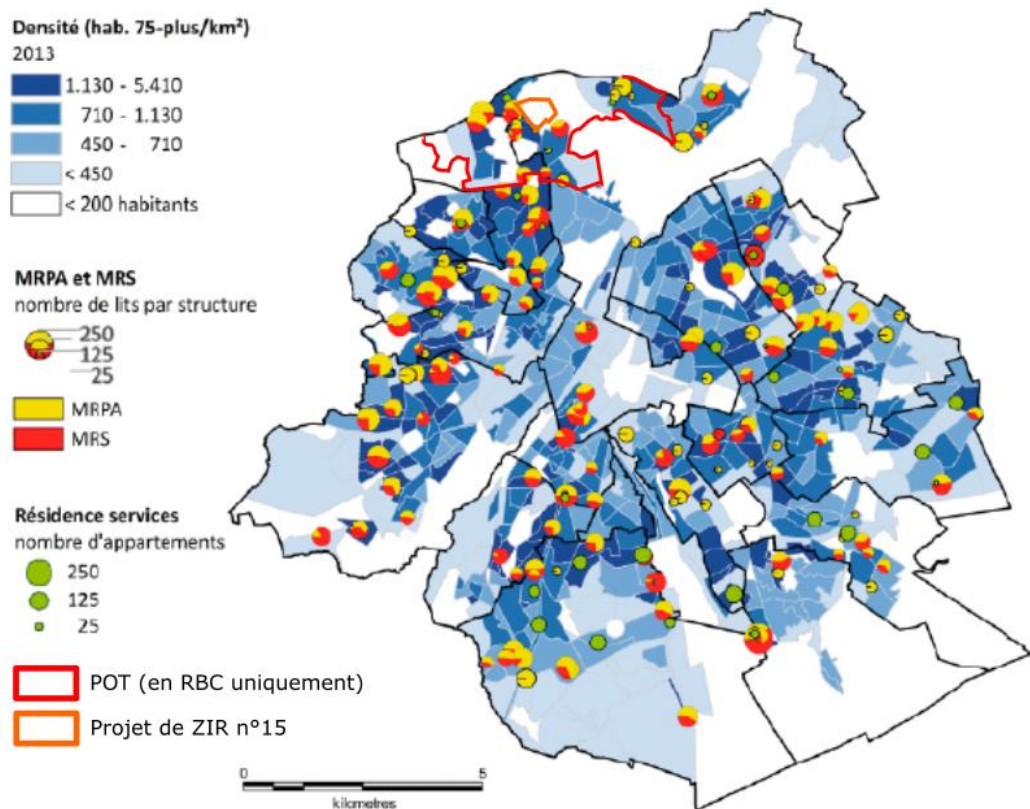 Densité (hab. 75-plus/km²)
2013
1.130 - 5.410
710 - 1.130
450 - 710
< 450
< 200 habitants
MRPA et MRS
nombre de lits par structure
250
125
25
MRPA
MRS
Résidence services
nombre d'appartements
250
125
25
POT (en RBC uniquement)
Projet de ZIR n°15
0 5
kilometres